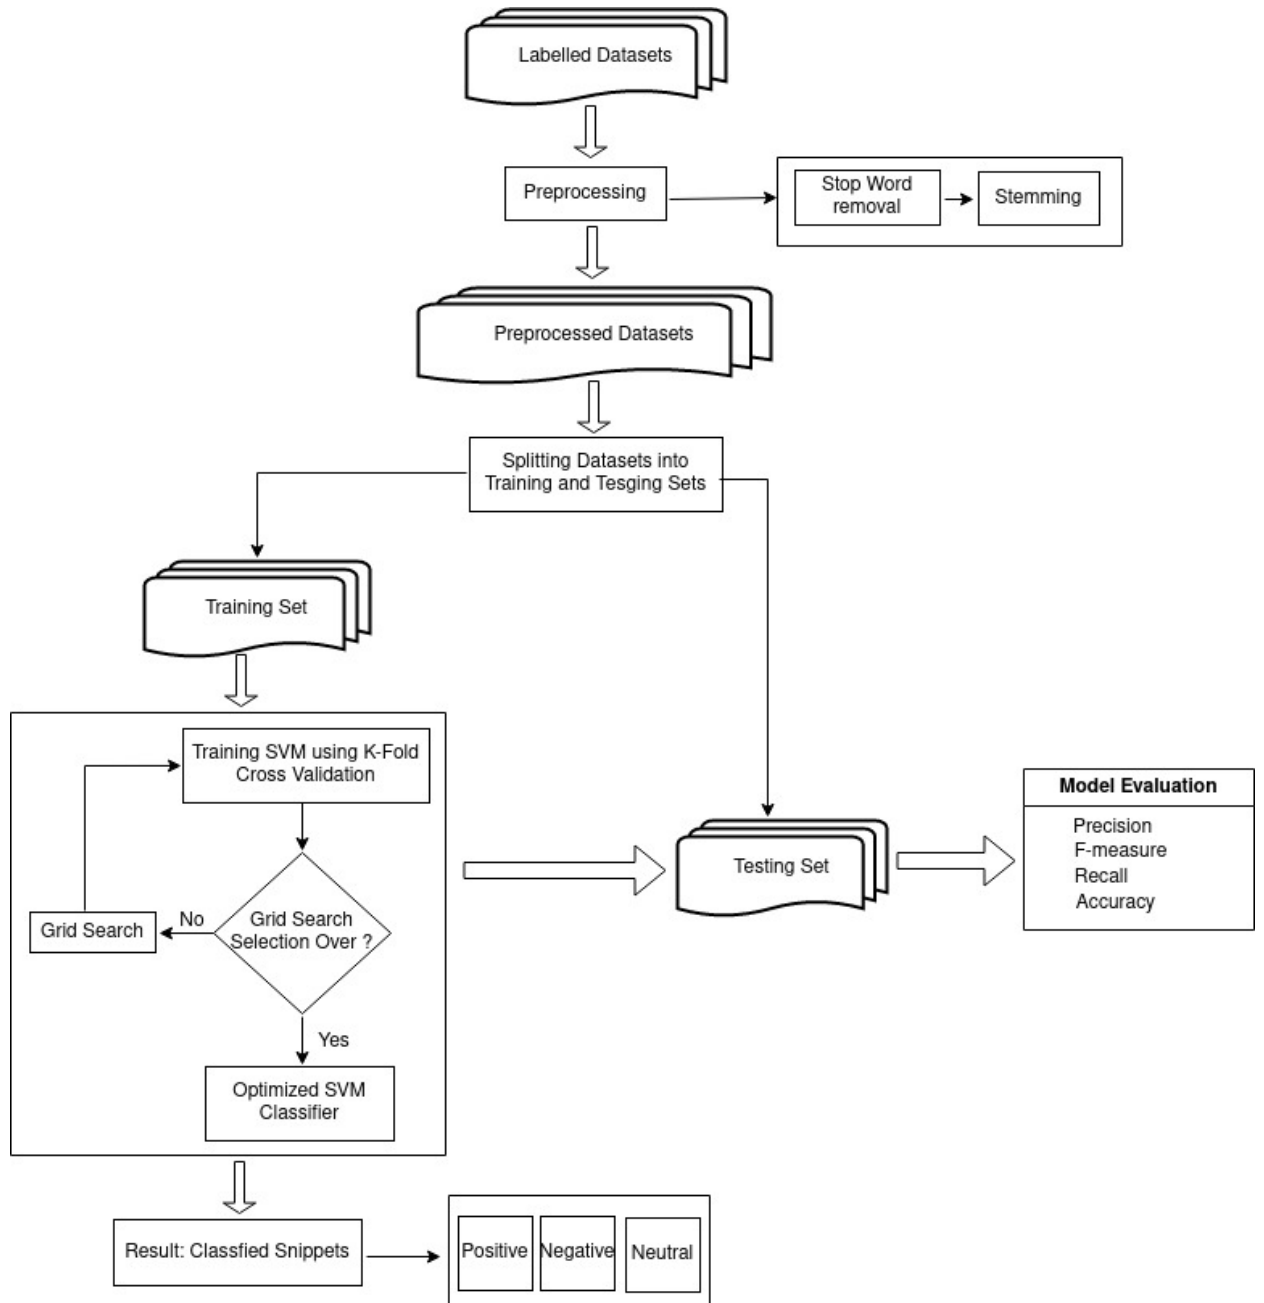 Labelled Datasets
Preprocessing
Stop Word
removal
Stemming
Preprocessed Datasets
Splitting Datasets into
Training and Tesging Sets
Training Set
Training SVM using K-Fold
Cross Validation
Grid Search
No
Grid Search
Selection Over ?
Yes
Optimized SVM
Classifier
Testing Set
Model Evaluation
Precision
F-measure
Recall
Accuracy
Result: Classfied Snippets
Positive
Negative
Neutral